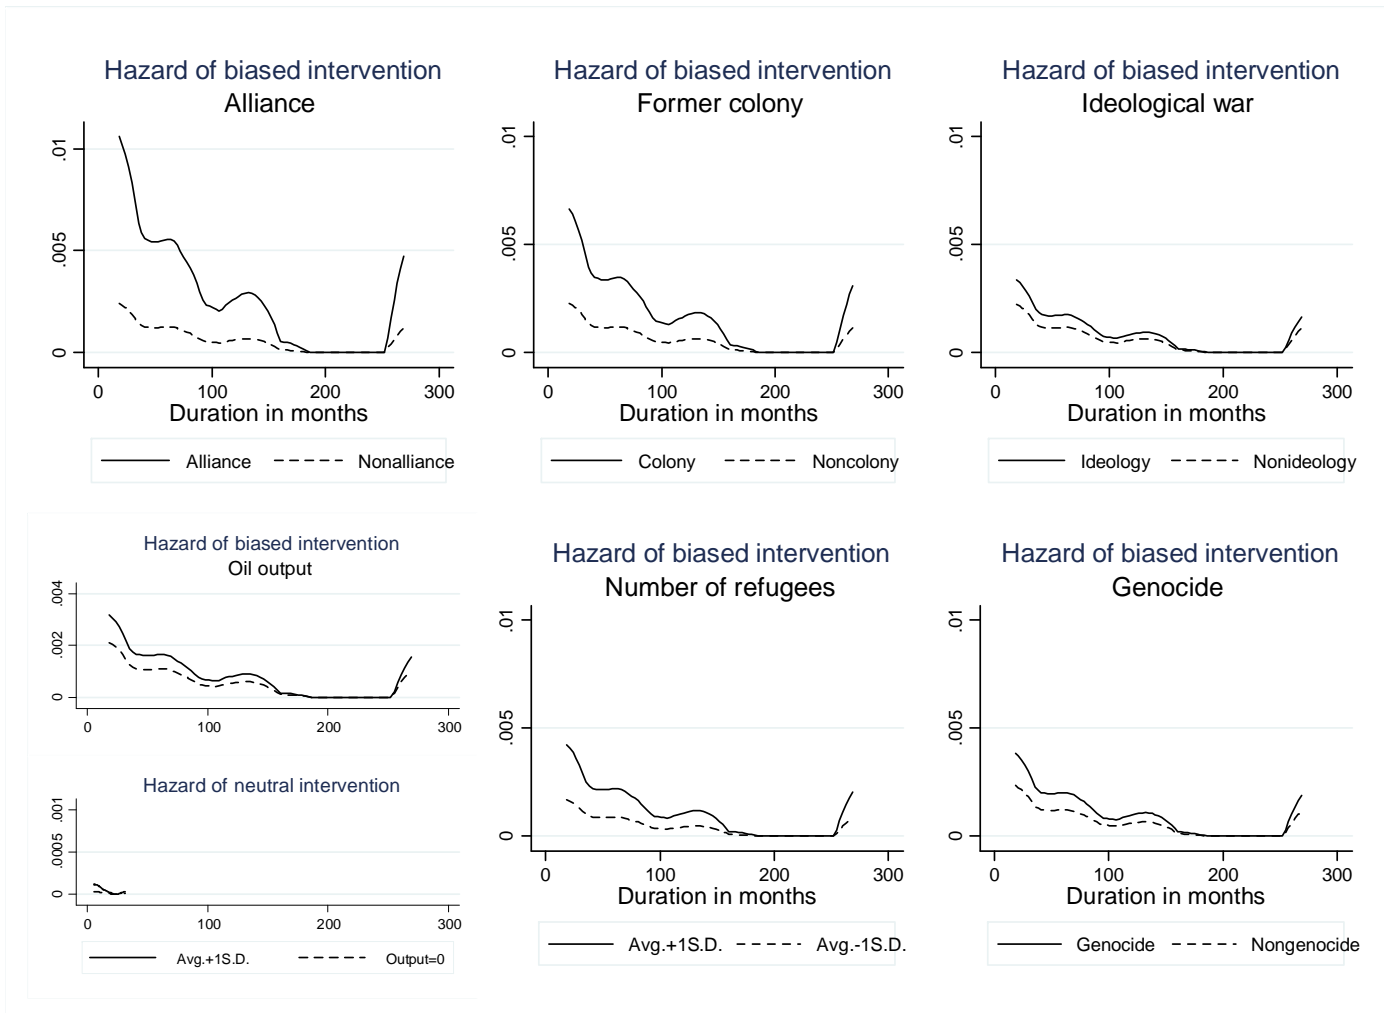 Hazard of biased intervention
Alliance
.01
.005
0
0 100 200 300
Duration in months
Alliance Nonalliance
Hazard of biased intervention
Former colony
.01
.005
0
0 100 200 300
Duration in months
Colony Noncolony
Hazard of biased intervention
Ideological war
.01
.005
0
0 100 200 300
Duration in months
Ideology Nonideology
Hazard of biased intervention
Oil output
.004
.002
0
0 100 200 300
Hazard of neutral intervention
.001
.0005
0
0 100 200 300
Avg.+1S.D. Output=0
Hazard of biased intervention
Number of refugees
.01
.005
0
0 100 200 300
Duration in months
Avg.+1S.D. Avg.-1S.D.
Hazard of biased intervention
Genocide
.01
.005
0
0 100 200 300
Duration in months
Genocide Nongenocide